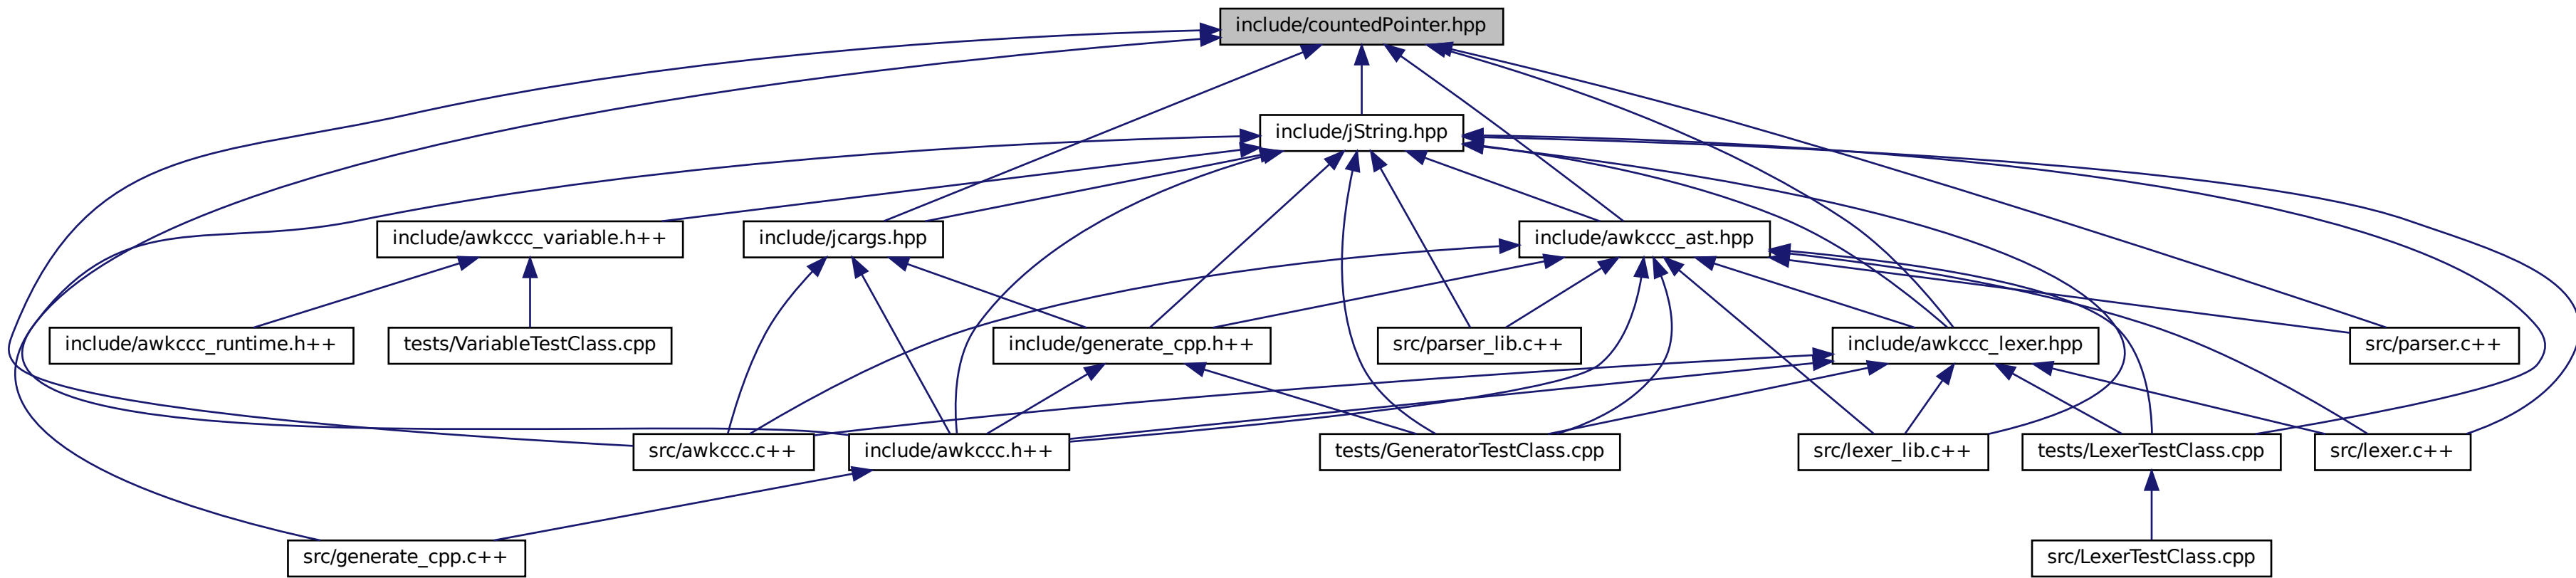 include/countedPointer.hpp
include/jString.hpp
include/awkccc_variable.h++
include/jcargs.hpp
include/awkccc_ast.hpp
include/awkccc_runtime.h++
tests/VariableTestClass.cpp
include/generate_cpp.h++
src/parser_lib.c++
include/awkccc_lexer.hpp
src/parser.c++
src/awkccc.c++
include/awkccc.h++
tests/GeneratorTestClass.cpp
src/lexer_lib.c++
tests/LexerTestClass.cpp
src/lexer.c++
src/generate_cpp.c++
src/LexerTestClass.cpp